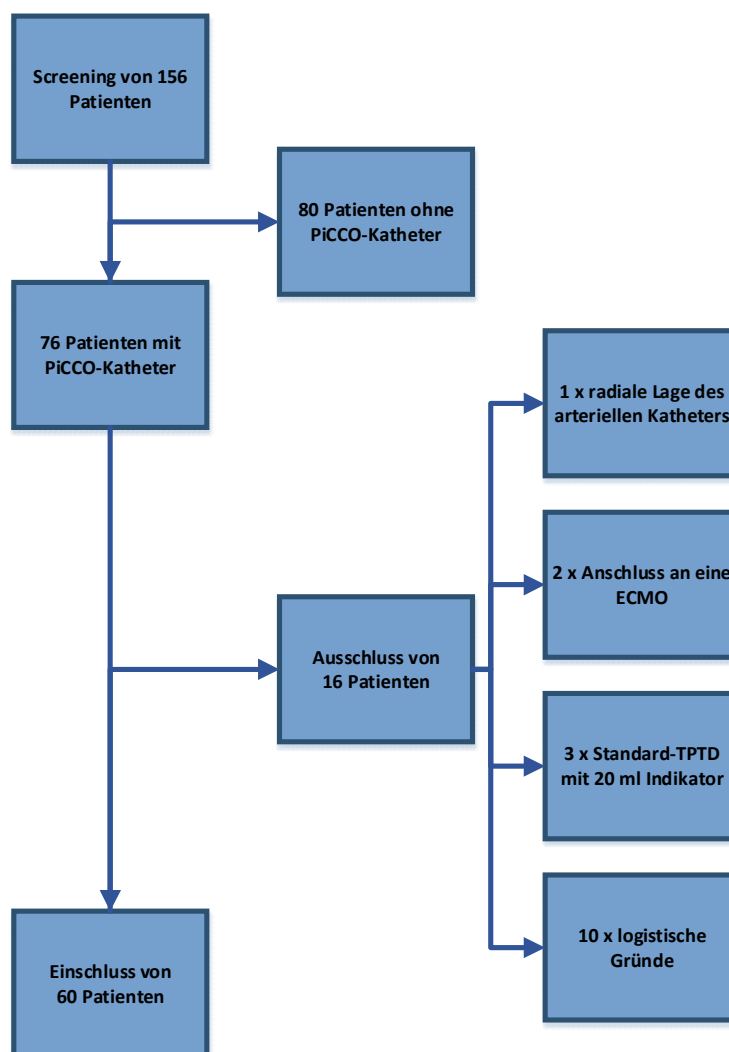 Screening von 156
Patienten
80 Patienten ohne
PiCCO-Katheter
76 Patienten mit
PiCCO-Katheter
1 x radiale Lage des
arteriellen Katheters
2 x Anschluss an eine
ECMO
Ausschluss von
16 Patienten
3 x Standard-TPTD
mit 20 ml Indikator
10 x logistische
Gründe
Einschluss von
60 Patienten